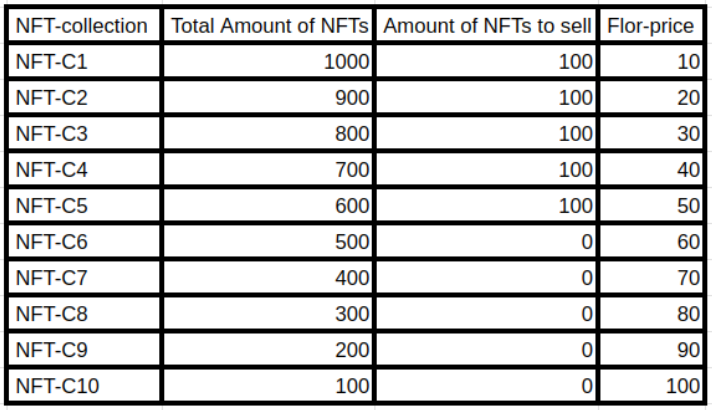 NFT-collection Total Amount of NFTs Amount of NFTs to sell Flor-price
NFT-C1 1000 100 10
NFT-C2 900 100 20
NFT-C3 800 100 30
NFT-C4 700 100 40
NFT-C5 600 100 50
NFT-C6 500 0 60
NFT-C7 400 0 70
NFT-C8 300 0 80
NFT-C9 200 0 90
NFT-C10 100 0 100